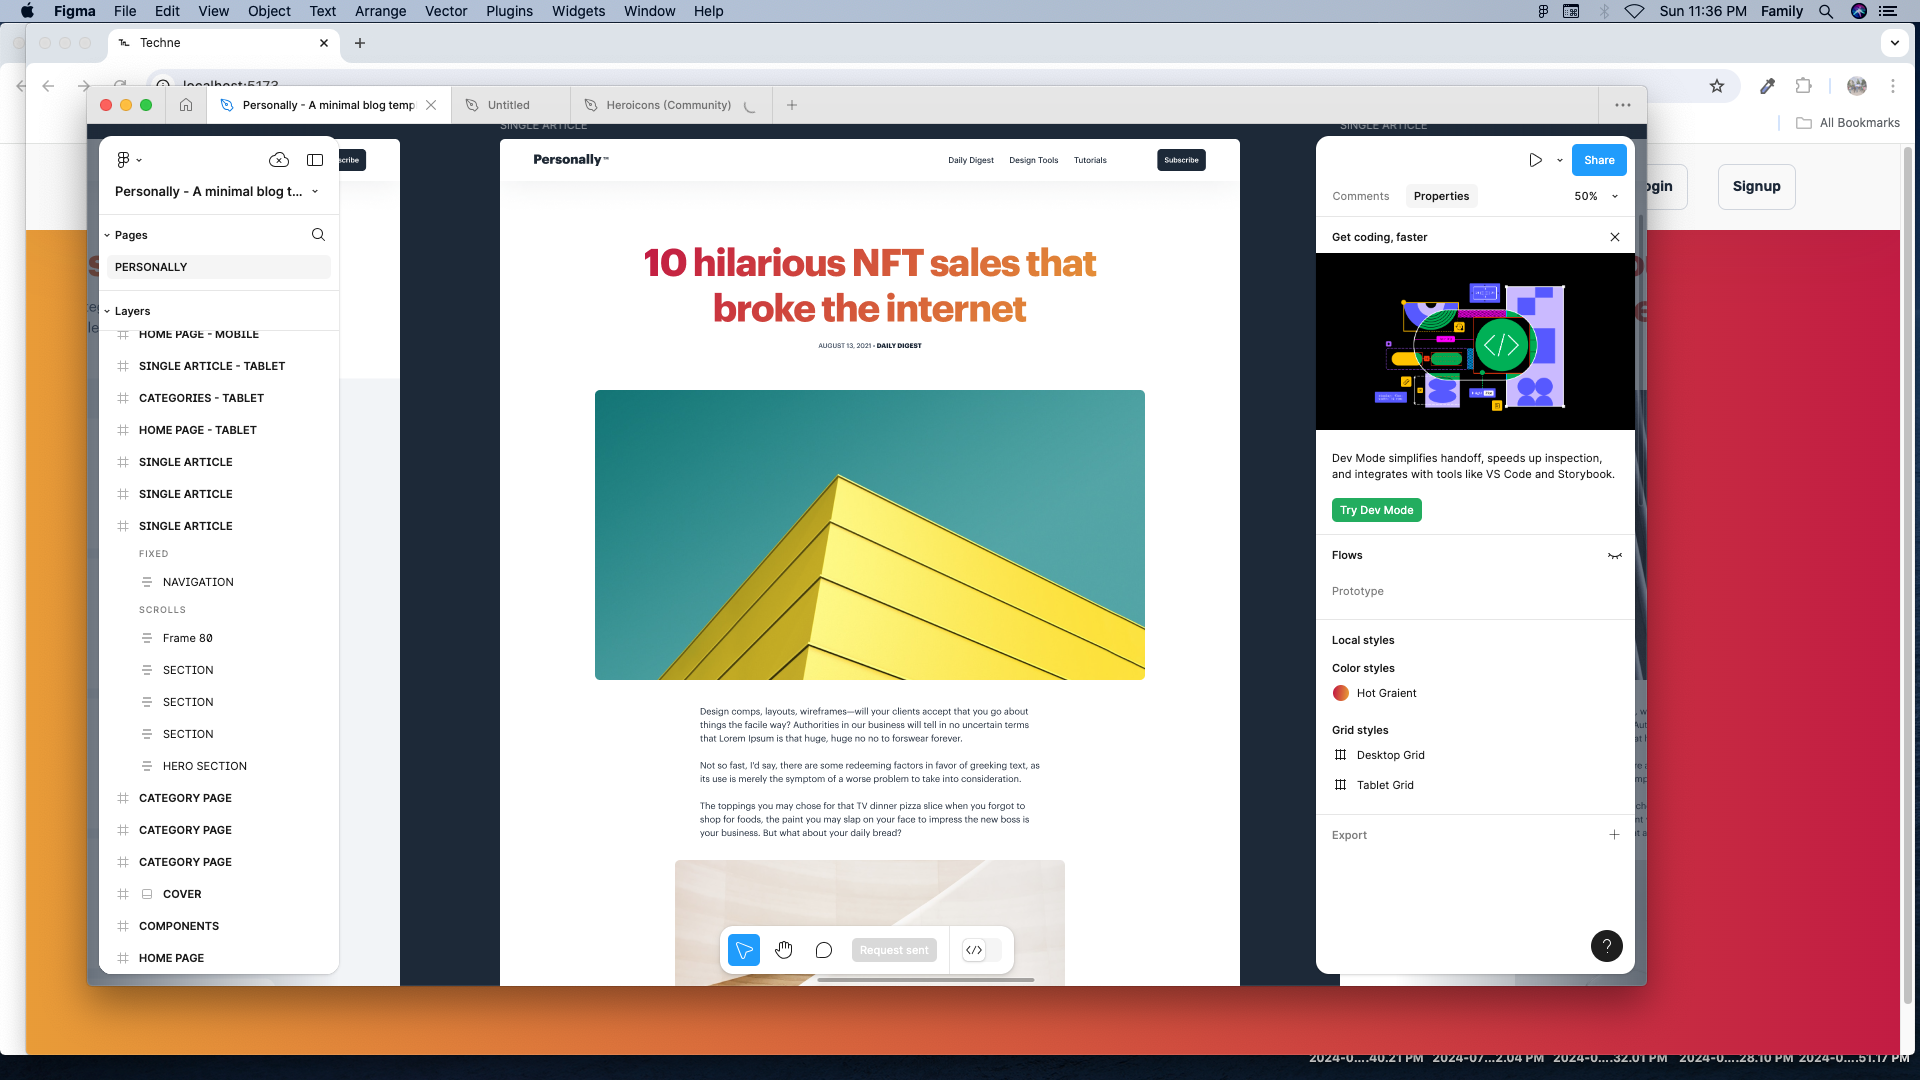 Figma File Edit View Object Text Arrange Vector Plugins Widgets Window Help
Sun 11:36 PM Family
Techne
localhost:5173
All Bookmarks
Signup
Personally - A minimal blog temp
Untitled
Heroicons (Community)
Personally - A minimal blog t...
Pages
PERSONALLY
Layers
HOME PAGE - MOBILE
SINGLE ARTICLE - TABLET
CATEGORIES - TABLET
HOME PAGE - TABLET
SINGLE ARTICLE
SINGLE ARTICLE
SINGLE ARTICLE
FIXED
NAVIGATION
SCROLLS
Frame 80
SECTION
SECTION
SECTION
HERO SECTION
CATEGORY PAGE
CATEGORY PAGE
CATEGORY PAGE
COVER
COMPONENTS
HOME PAGE
SINGLE ARTICLE
SINGLE ARTICLE
Personally™
Daily Digest Design Tools Tutorials
Subscribe
10 hilarious NFT sales that
broke the internet
AUGUST 13, 2021 • DAILY DIGEST
Design comps, layouts, wireframes—will your clients accept that you go about
things the facile way? Authorities in our business will tell in no uncertain terms
that Lorem Ipsum is that huge, huge no no to forswear forever.
Not so fast, I'd say, there are some redeeming factors in favor of greeking text, as
its use is merely the symptom of a worse problem to take into consideration.
The toppings you may chose for that TV dinner pizza slice when you forgot to
shop for foods, the paint you may slap on your face to impress the new boss is
your business. But what about your daily bread?
Request sent
Share
Comments Properties 50%
Get coding, faster
Dev Mode simplifies handoff, speeds up inspection,
and integrates with tools like VS Code and Storybook.
Try Dev Mode
Flows
Prototype
Local styles
Color styles
Hot Graient
Grid styles
Desktop Grid
Tablet Grid
Export
?
2024-0....40.21 PM 2024-07...2.04 PM 2024-0....32.01 PM 2024-0....28.10 PM 2024-0....51.17 PM